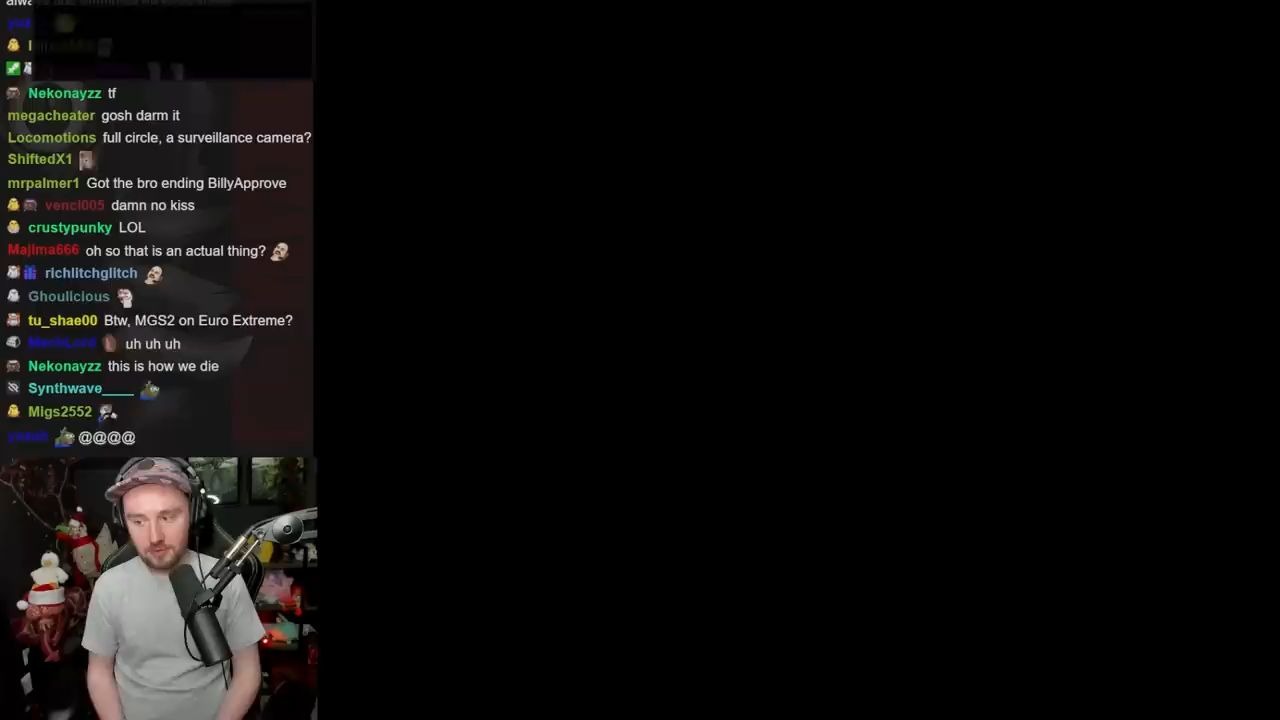 Nekonayzz tf
megacheater gosh darm it
Locomotions full circle, a surveillance camera?
ShiftedX1
mrpalmer1 Got the bro ending BillyApprove
vencl005 damn no kiss
crustypunky LOL
Majima666 oh so that is an actual thing?
richlitchglitch
Ghoulicious
tu_shae00 Btw, MGS2 on Euro Extreme?
uh uh uh
Nekonayzz this is how we die
Synthwave____
Migs2552
@@@@